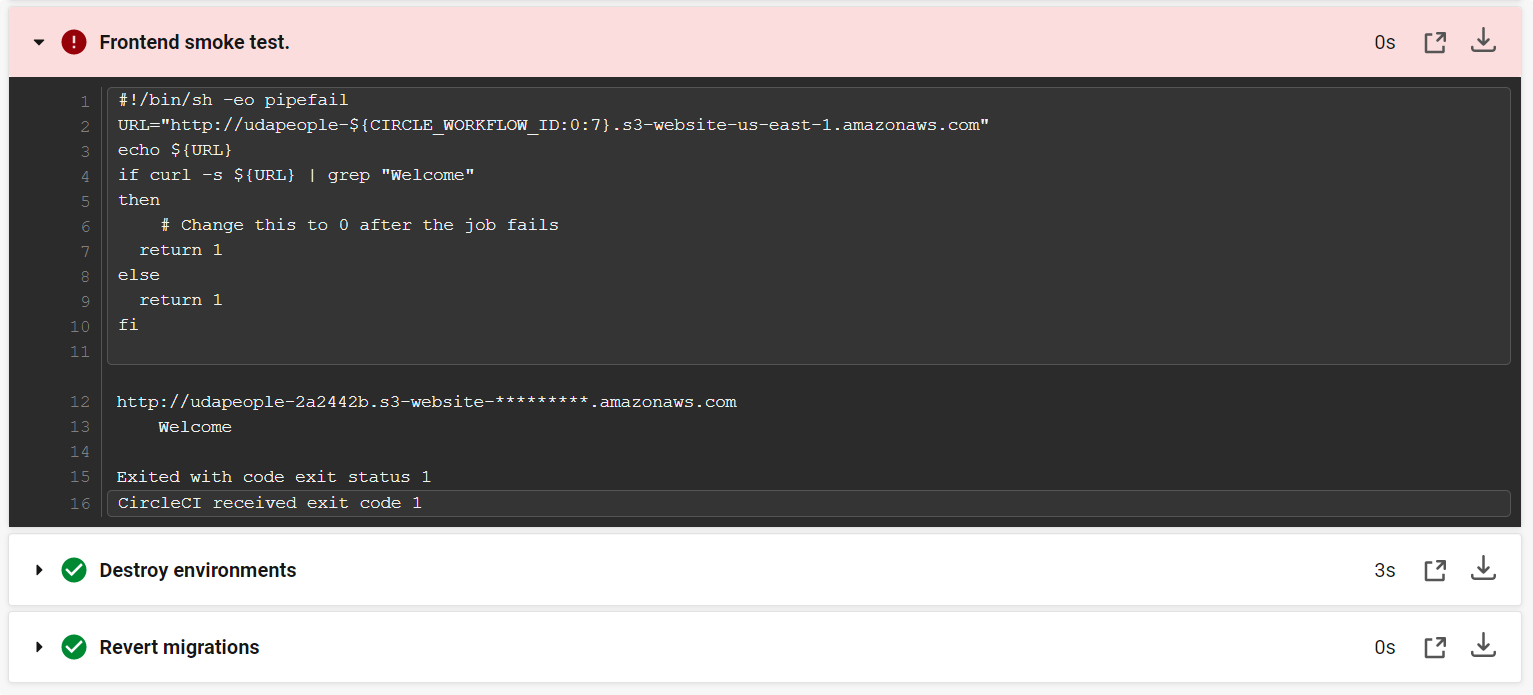 Frontend smoke test.
0s
1 #!/bin/sh -eo pipefail
2 URL="http://udapeople-${CIRCLE_WORKFLOW_ID:0:7}.s3-website-us-east-1.amazonaws.com"
3 echo ${URL}
4 if curl -s ${URL} | grep "Welcome"
5 then
6     # Change this to 0 after the job fails
7   return 1
8 else
9   return 1
10 fi
11
12 http://udapeople-2a2442b.s3-website-*********.amazonaws.com
13     Welcome
14
15 Exited with code exit status 1
16 CircleCI received exit code 1
Destroy environments
3s
Revert migrations
0s